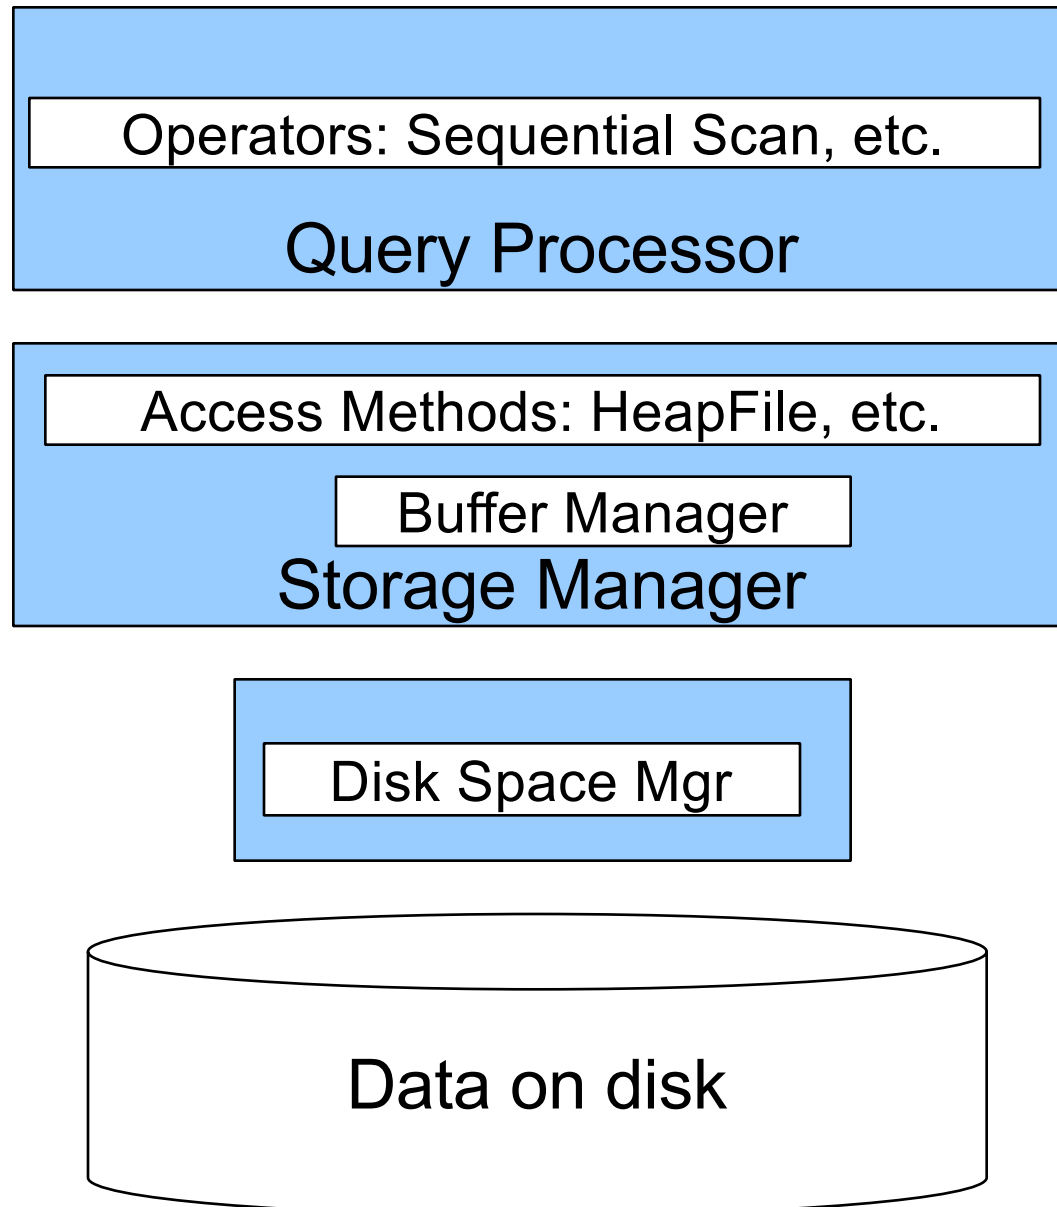 Operators: Sequential Scan, etc.
Query Processor
Access Methods: HeapFile, etc.
Buffer Manager
Storage Manager
Disk Space Mgr
Data on disk